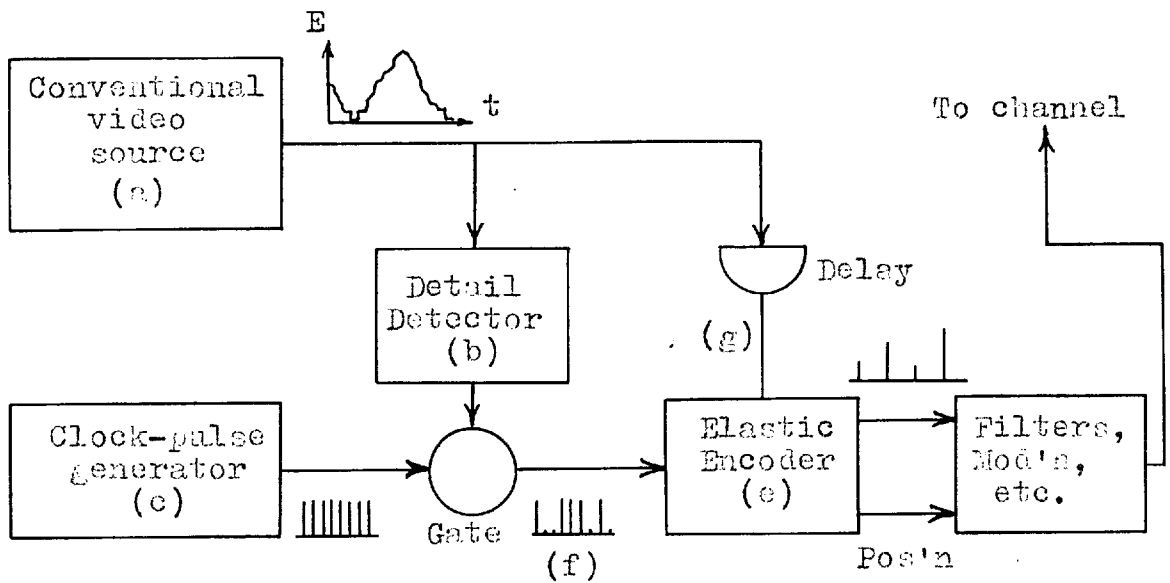 E
t
Conventional
video
source
(a)
To channel
Delay
Detail
Detector
(b)
(g)
Clock-pulse
generator
(c)
Gate
(f)
Elastic
Encoder
(e)
Filters,
Mod'n,
etc.
Pos'n